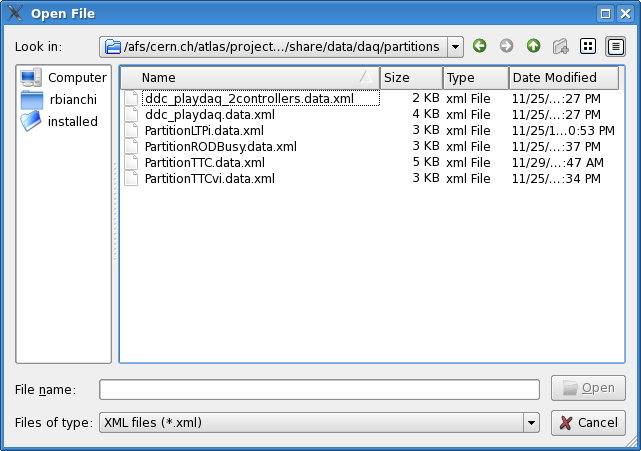 Open File
Look in: /afs/cern.ch/atlas/project.../share/data/daq/partitions
Computer
rbianchi
installed
Name Size Type Date Modified
ddc_playdaq_2controllers.data.xml 2 KB xml File 11/25/...:27 PM
ddc_playdaq.data.xml 4 KB xml File 11/25/...:27 PM
PartitionLTPi.data.xml 3 KB xml File 11/25/1...0:53 PM
PartitionRODBusy.data.xml 3 KB xml File 11/25/...:37 PM
PartitionTTC.data.xml 5 KB xml File 11/29/...:47 AM
PartitionTTCvi.data.xml 3 KB xml File 11/25/...:34 PM
File name: Open
Files of type: XML files (*.xml) Cancel